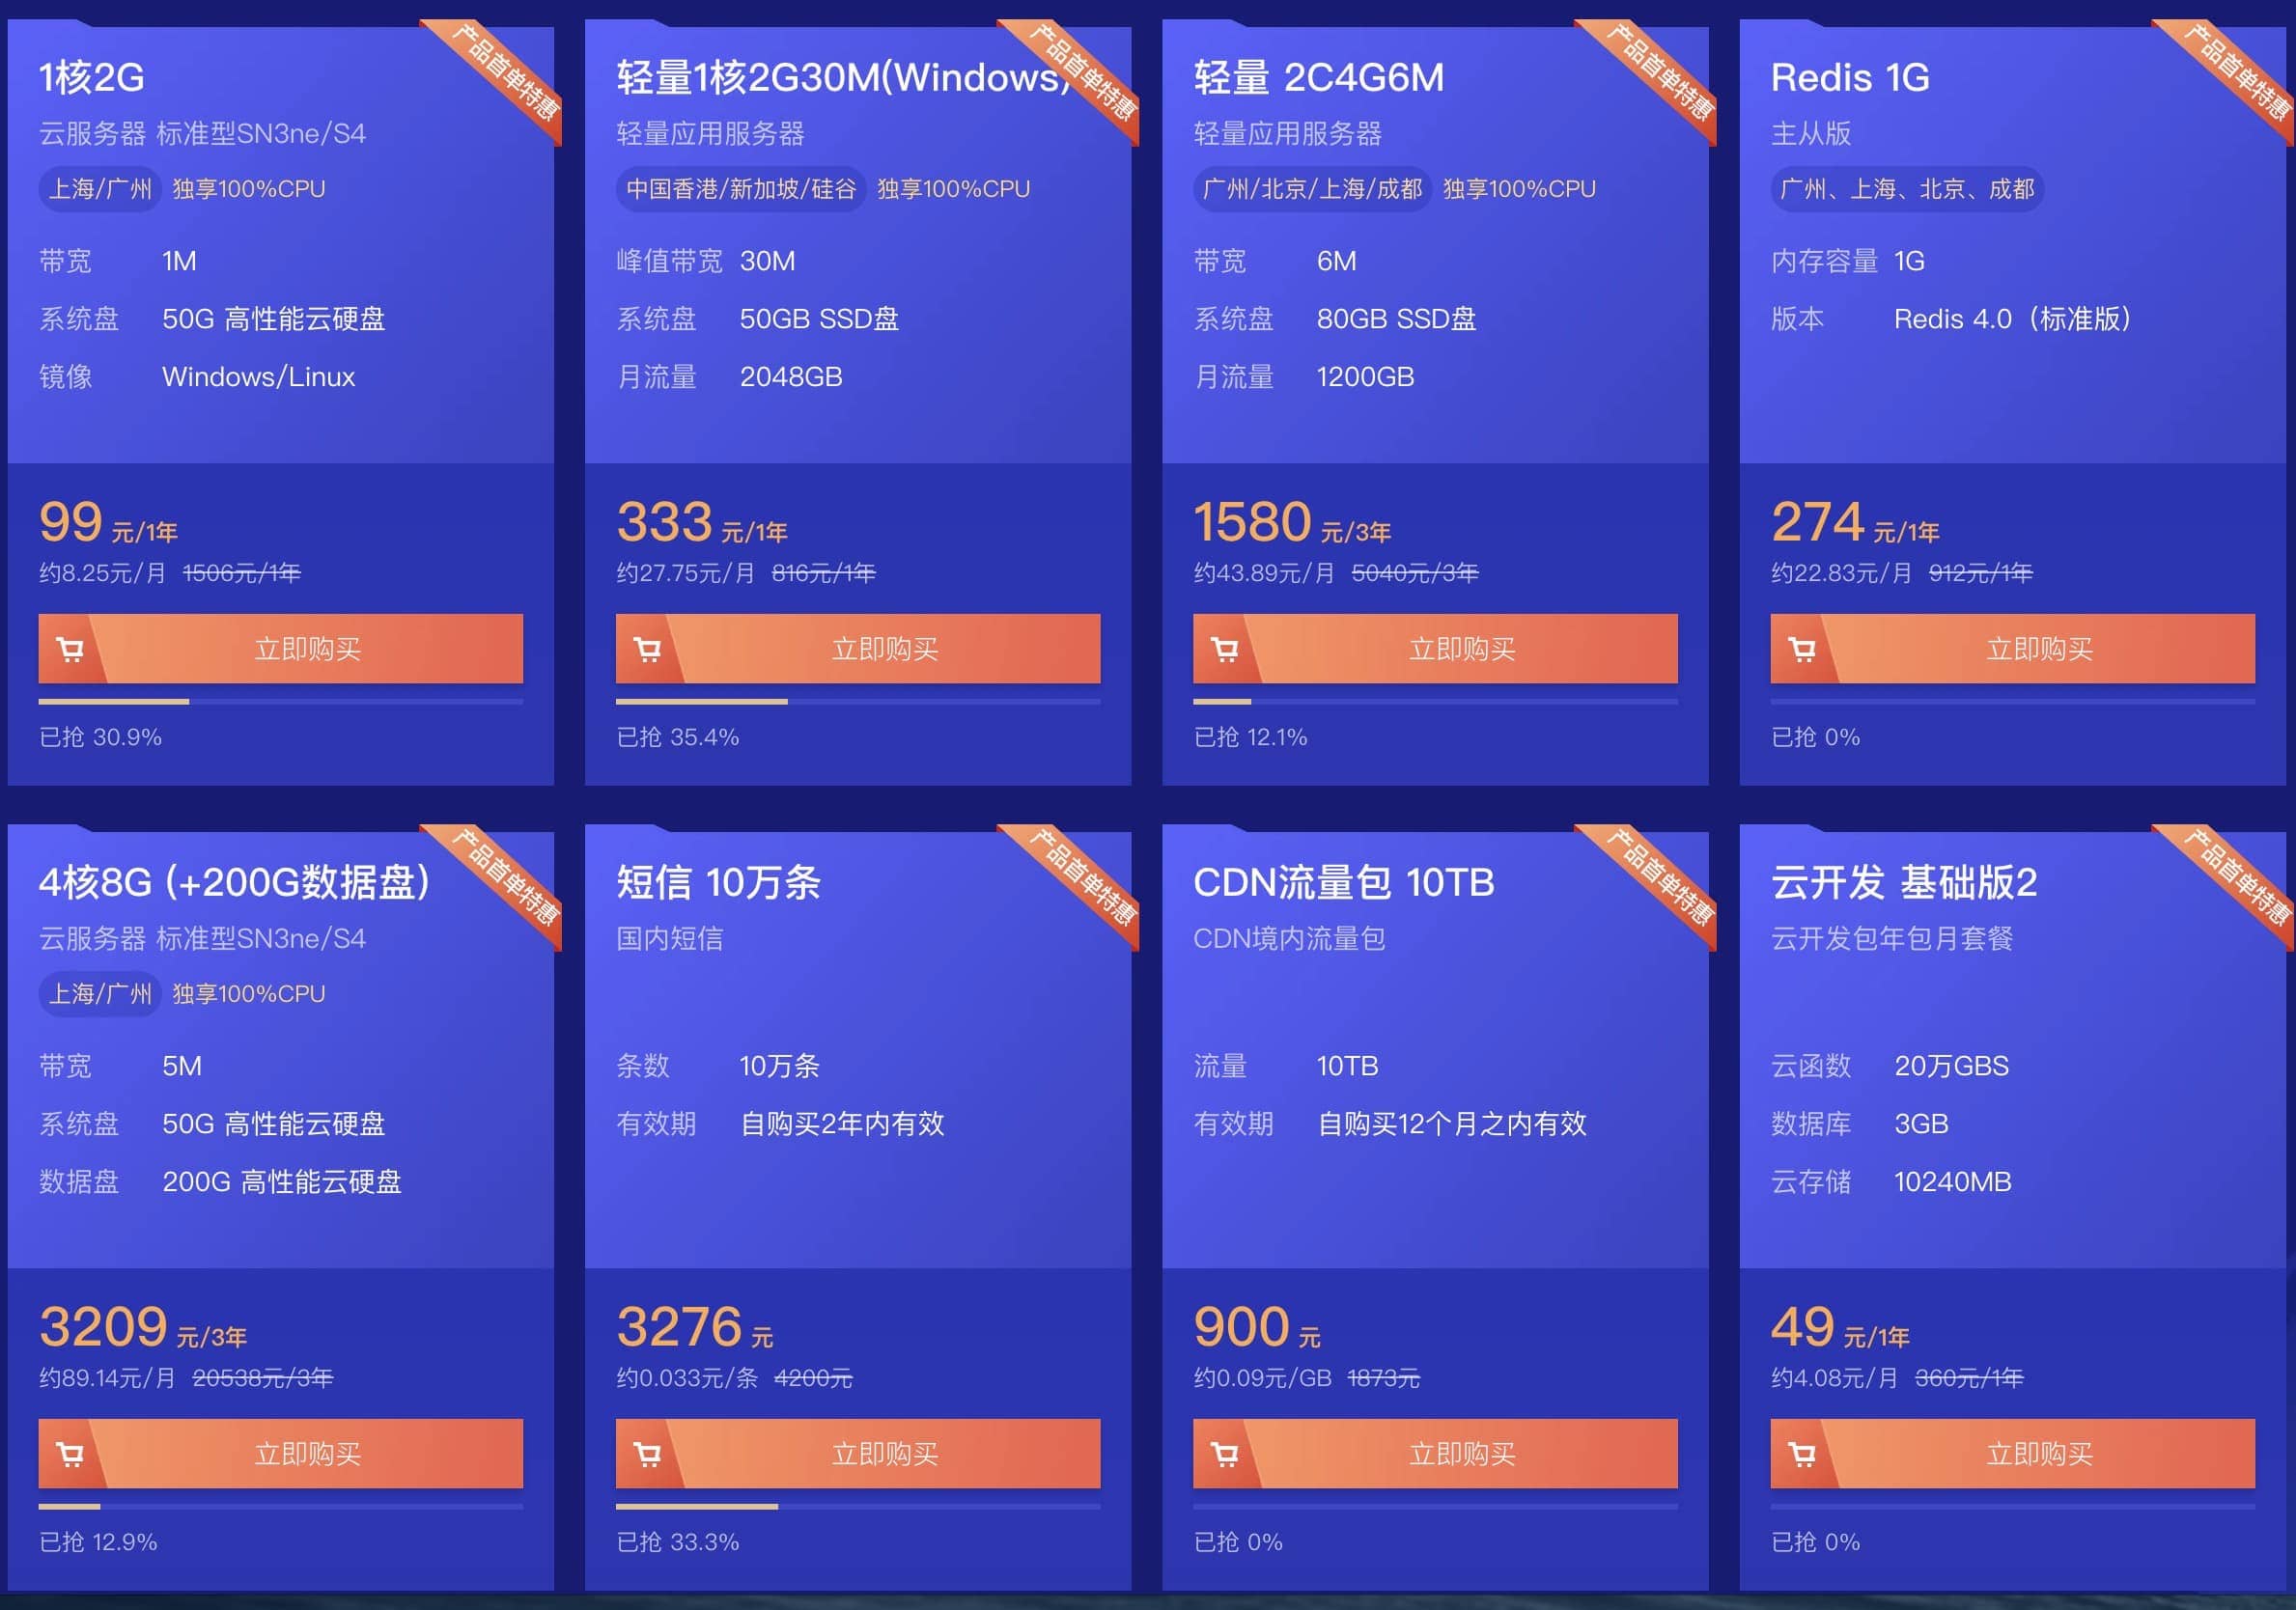 产品首单特惠
1核2G
云服务器 标准型SN3ne/S4
上海/广州 独享100%CPU
带宽 1M
系统盘 50G 高性能云硬盘
镜像 Windows/Linux
99 元/1年
约8.25元/月 1506元/1年
立即购买
已抢 30.9%
产品首单特惠
轻量1核2G30M(Windows)
轻量应用服务器
中国香港/新加坡/硅谷 独享100%CPU
峰值带宽 30M
系统盘 50GB SSD盘
月流量 2048GB
333 元/1年
约27.75元/月 816元/1年
立即购买
已抢 35.4%
产品首单特惠
轻量 2C4G6M
轻量应用服务器
广州/北京/上海/成都 独享100%CPU
带宽 6M
系统盘 80GB SSD盘
月流量 1200GB
1580 元/3年
约43.89元/月 5040元/3年
立即购买
已抢 12.1%
产品首单特惠
Redis 1G
主从版
广州、上海、北京、成都
内存容量 1G
版本 Redis 4.0（标准版）
274 元/1年
约22.83元/月 912元/1年
立即购买
已抢 0%
产品首单特惠
4核8G (+200G数据盘)
云服务器 标准型SN3ne/S4
上海/广州 独享100%CPU
带宽 5M
系统盘 50G 高性能云硬盘
数据盘 200G 高性能云硬盘
3209 元/3年
约89.14元/月 20538元/3年
立即购买
已抢 12.9%
产品首单特惠
短信 10万条
国内短信
条数 10万条
有效期 自购买2年内有效
3276 元
约0.033元/条 4200元
立即购买
已抢 33.3%
产品首单特惠
CDN流量包 10TB
CDN境内流量包
流量 10TB
有效期 自购买12个月之内有效
900 元
约0.09元/GB 1873元
立即购买
已抢 0%
产品首单特惠
云开发 基础版2
云开发包年包月套餐
云函数 20万GBS
数据库 3GB
云存储 10240MB
49 元/1年
约4.08元/月 360元/1年
立即购买
已抢 0%